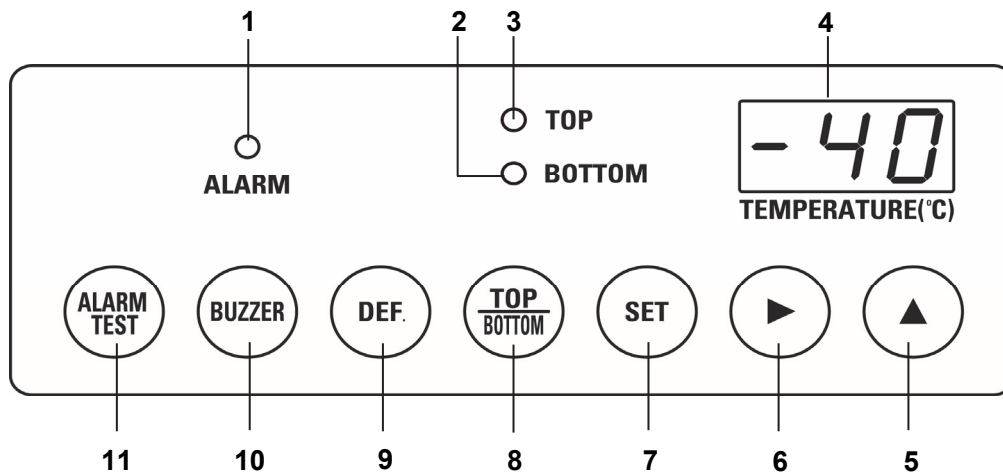 1 2 3 4
TOP
-40
ALARM
BOTTOM
TEMPERATURE(°C)
ALARM TEST
BUZZER
DEF.
TOP
BOTTOM
SET
▶
▲
11 10 9 8 7 6 5